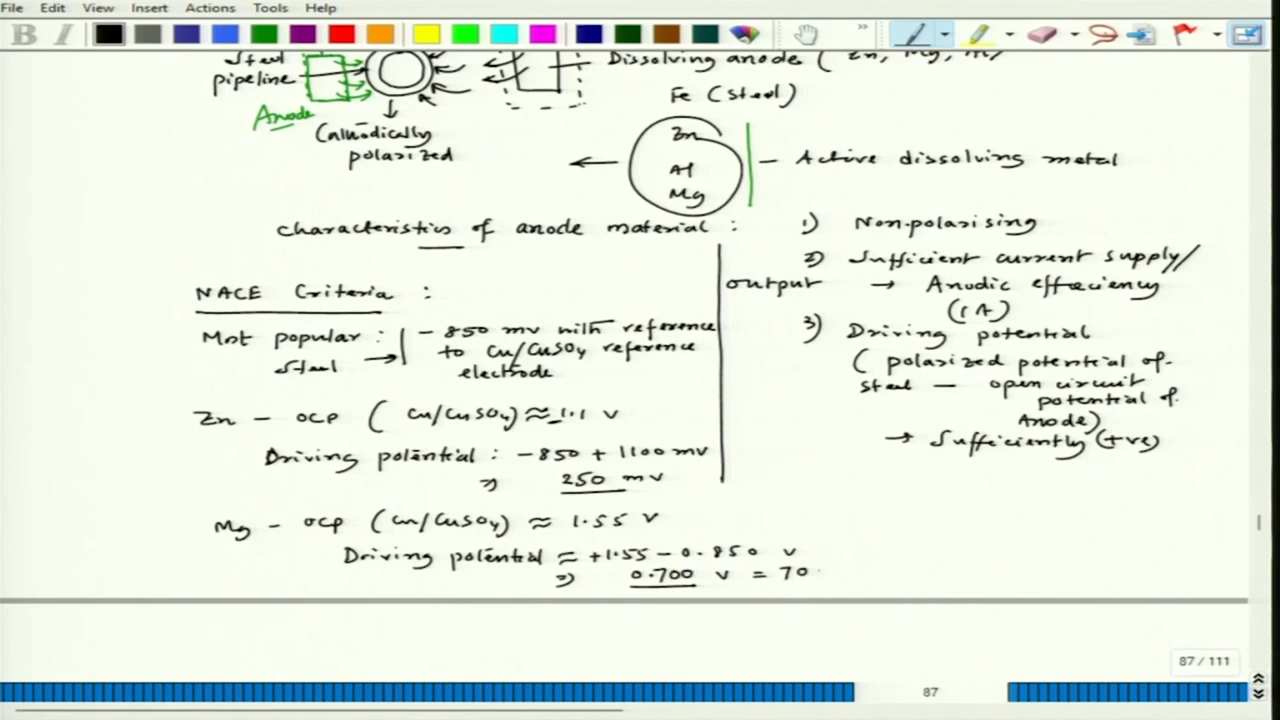 File Edit View Insert Actions Tools Help
B I
Steel
pipeline
Anode
Cathodically
polarized
Dissolving anode ( Zn, Mg, Al)
Fe (Steel)
Zn
Al
Mg
- Active dissolving metal
Characteristics of anode material :
1) Non-polarising
2) Sufficient current supply/
output → Anodic efficiency
(1A)
3) Driving potential
( polarized potential of
steel - open circuit
potential of
Anode)
→ Sufficiently (+ve)
NACE Criteria :
Most popular : - 850 mv with reference
Steel → to Cu/CuSO4 reference
electrode
Zn - OCP ( Cu/CuSO4) ≈ -1.1 V
Driving potential : -850 + 1100 mV
⇒ 250 mV
Mg - OCP (Cu/CuSO4) ≈ 1.55 V
Driving potential ≈ +1.55 - 0.850 V
⇒ 0.700 V = 70
87 / 111
87